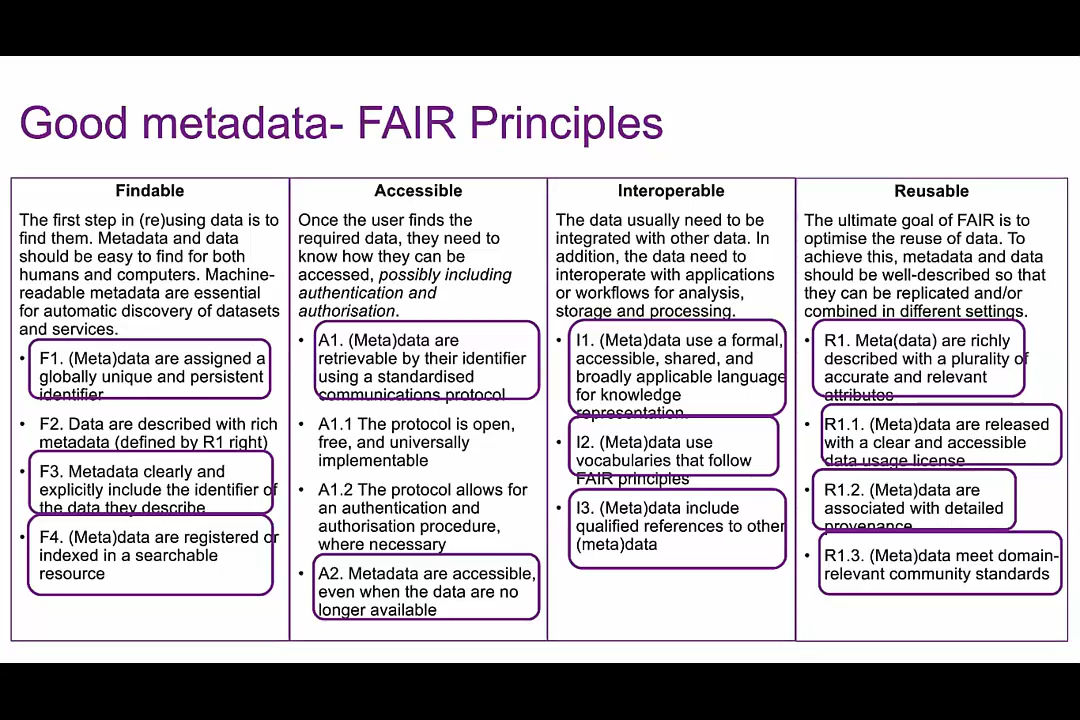 Good metadata- FAIR Principles
Findable
The first step in (re)using data is to
find them. Metadata and data
should be easy to find for both
humans and computers. Machine-
readable metadata are essential
for automatic discovery of datasets
and services.
• F1. (Meta)data are assigned a
globally unique and persistent
identifier
• F2. Data are described with rich
metadata (defined by R1 right)
• F3. Metadata clearly and
explicitly include the identifier of
the data they describe
• F4. (Meta)data are registered or
indexed in a searchable
resource
Accessible
Once the user finds the
required data, they need to
know how they can be
accessed, possibly including
authentication and
authorisation.
• A1. (Meta)data are
retrievable by their identifier
using a standardised
communications protocol
• A1.1 The protocol is open,
free, and universally
implementable
• A1.2 The protocol allows for
an authentication and
authorisation procedure,
where necessary
• A2. Metadata are accessible,
even when the data are no
longer available
Interoperable
The data usually need to be
integrated with other data. In
addition, the data need to
interoperate with applications
or workflows for analysis,
storage and processing.
• I1. (Meta)data use a formal,
accessible, shared, and
broadly applicable language
for knowledge
representation.
• I2. (Meta)data use
vocabularies that follow
FAIR principles
• I3. (Meta)data include
qualified references to other
(meta)data
Reusable
The ultimate goal of FAIR is to
optimise the reuse of data. To
achieve this, metadata and data
should be well-described so that
they can be replicated and/or
combined in different settings.
• R1. Meta(data) are richly
described with a plurality of
accurate and relevant
attributes
• R1.1. (Meta)data are released
with a clear and accessible
data usage license
• R1.2. (Meta)data are
associated with detailed
provenance
• R1.3. (Meta)data meet domain-
relevant community standards